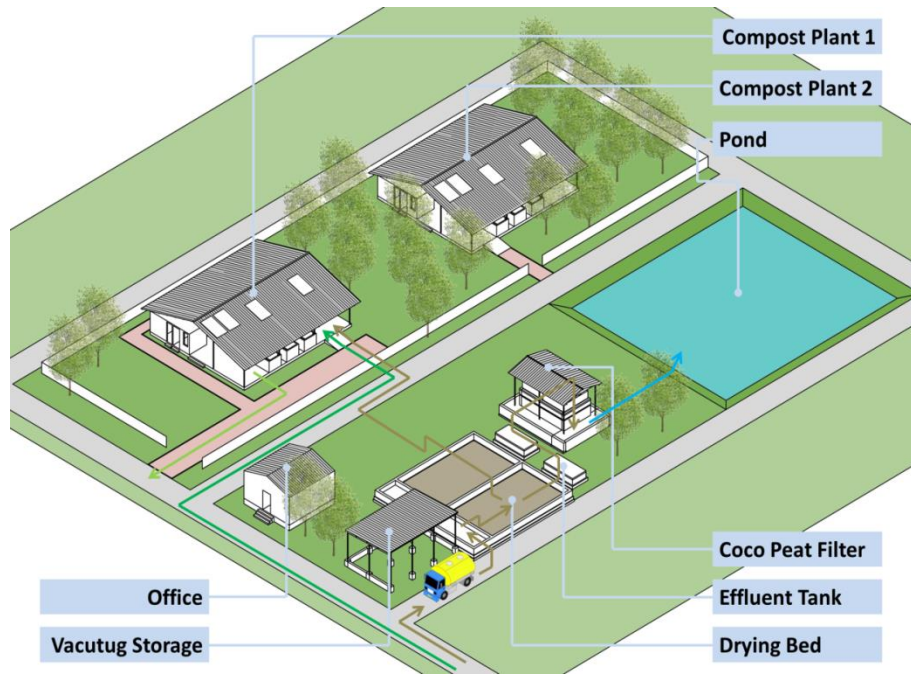 Compost Plant 1
Compost Plant 2
Pond
Coco Peat Filter
Office
Effluent Tank
Vacutug Storage
Drying Bed